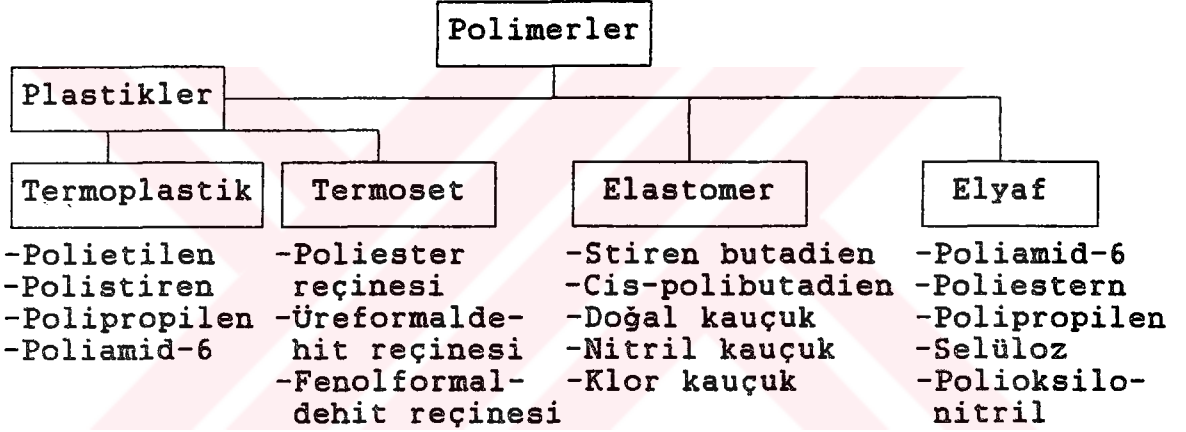 Polimerler
Plastikler
Termoplastik
-Polietilen
-Polistiren
-Polipropilen
-Poliamid-6
Termoset
-Poliester
reçinesi
-Üreformalde-
hit reçinesi
-Fenolformal-
dehit reçinesi
Elastomer
-Stiren butadien
-Cis-polibutadien
-Doğal kauçuk
-Nitril kauçuk
-Klor kauçuk
Elyaf
-Poliamid-6
-Poliestern
-Polipropilen
-Selüloz
-Polioksilo-
nitril